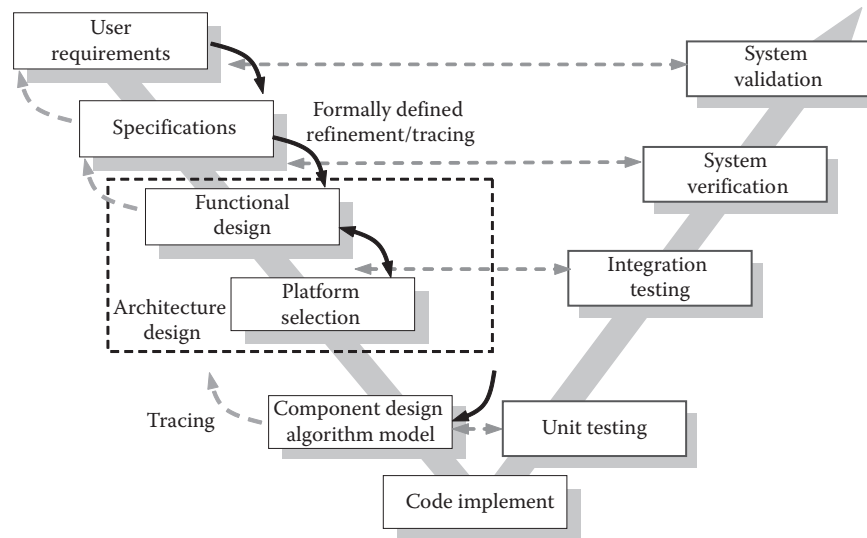 User
requirements
System
validation
Specifications
Formally defined
refinement/tracing
System
verification
Functional
design
Integration
testing
Platform
selection
Architecture
design
Tracing
Component design
algorithm model
Unit testing
Code implement